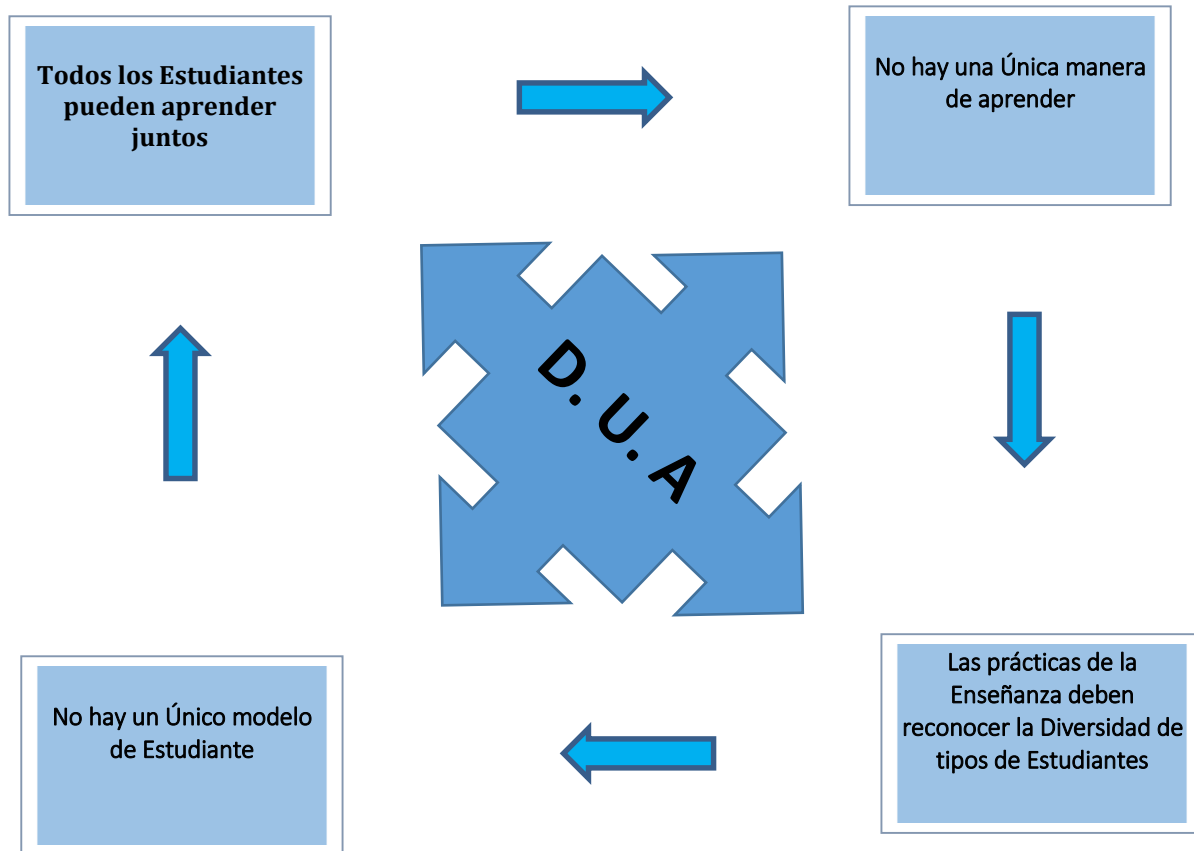 Todos los Estudiantes
pueden aprender
juntos
No hay una Única manera
de aprender
D. U. A
No hay un Único modelo
de Estudiante
Las prácticas de la
Enseñanza deben
reconocer la Diversidad de
tipos de Estudiantes